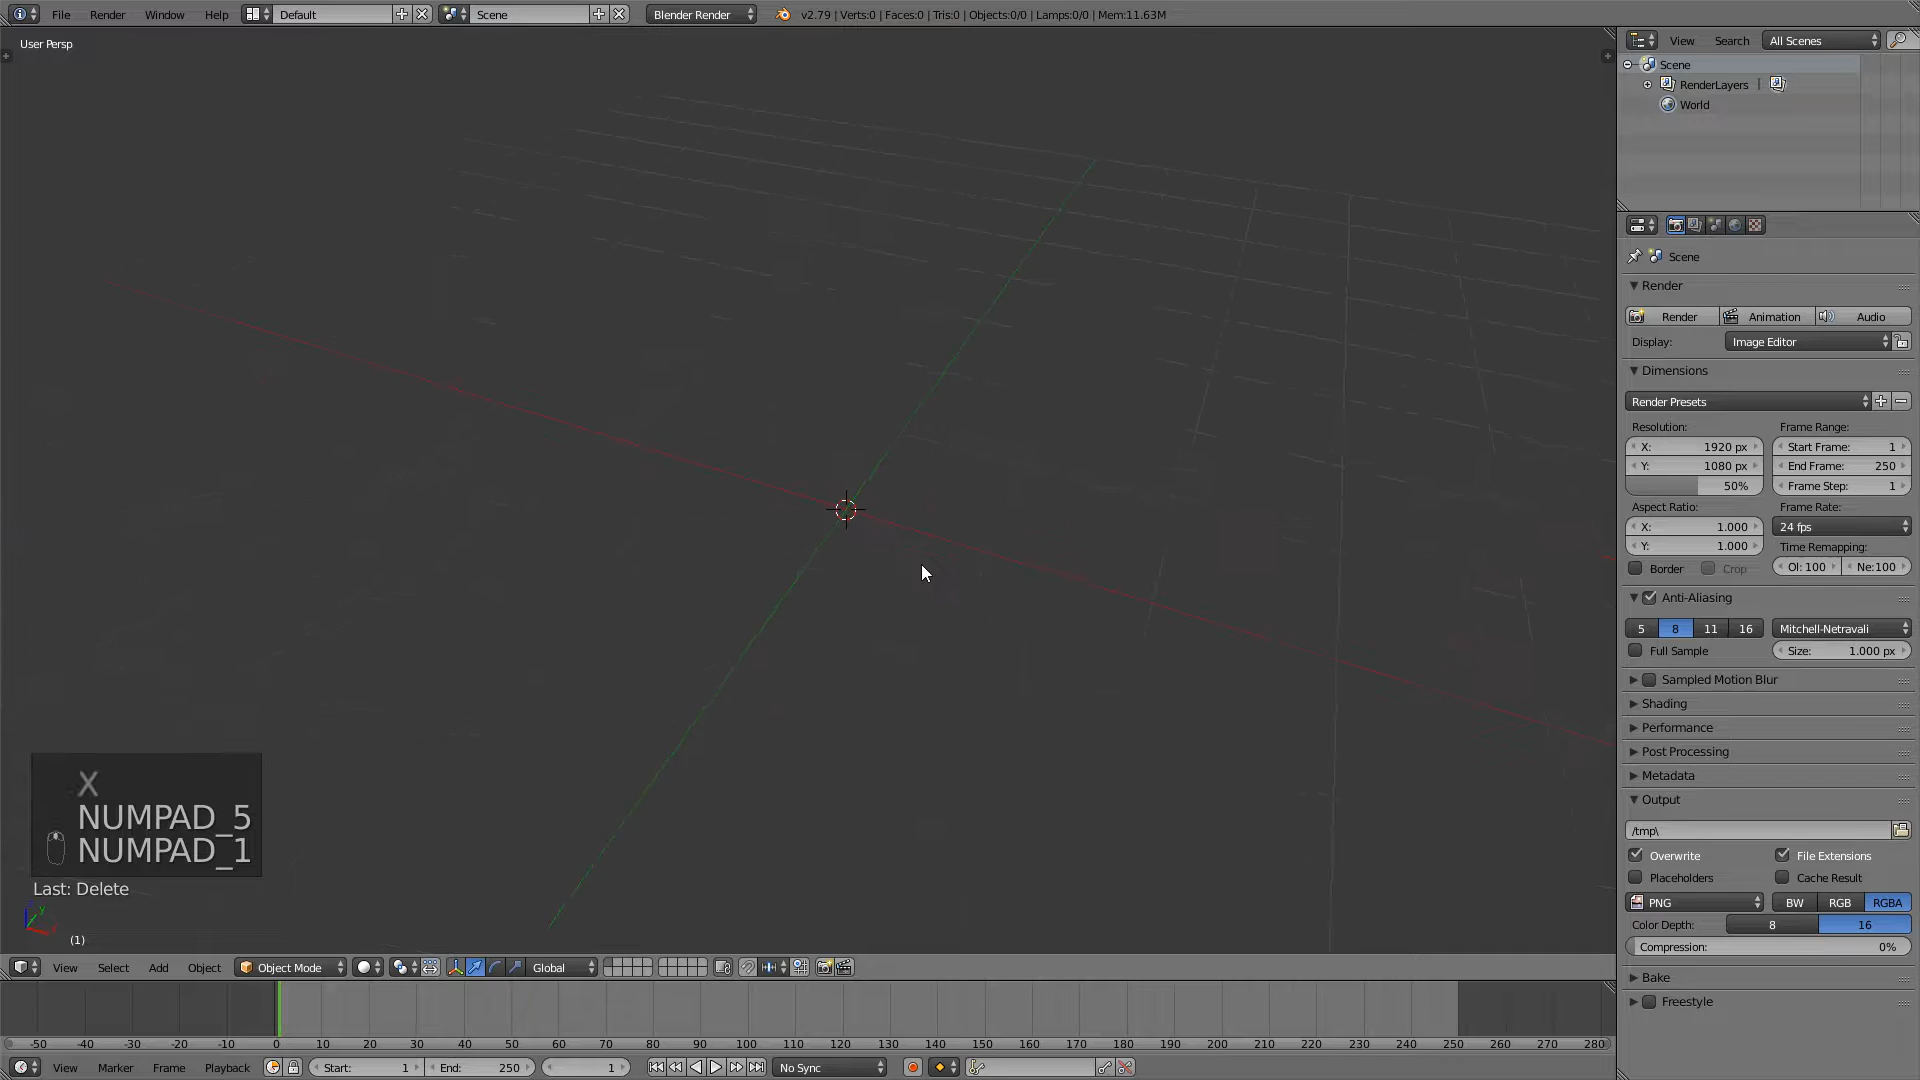 File Render Window Help Default Scene Blender Render v2.79 | Verts:0 | Faces:0 | Tris:0 | Objects:0/0 | Lamps:0/0 | Mem:11.63M
User Persp
View Search All Scenes
Scene
RenderLayers |
World
Scene
Render
Render Animation Audio
Display: Image Editor
Dimensions
Render Presets
Resolution: Frame Range:
X: 1920 px Start Frame: 1
Y: 1080 px End Frame: 250
50% Frame Step: 1
Aspect Ratio: Frame Rate:
X: 1.000 24 fps
Y: 1.000 Time Remapping:
Border Crop Ol: 100 Ne:100
Anti-Aliasing
5 8 11 16 Mitchell-Netravali
Full Sample Size: 1.000 px
Sampled Motion Blur
Shading
Performance
Post Processing
Metadata
Output
/tmp\
Overwrite File Extensions
Placeholders Cache Result
PNG BW RGB RGBA
Color Depth: 8 16
Compression: 0%
Bake
Freestyle
X
NUMPAD_5
NUMPAD_1
Last: Delete
(1)
View Select Add Object Object Mode Global
-50 -40 -30 -20 -10 0 10 20 30 40 50 60 70 80 90 100 110 120 130 140 150 160 170 180 190 200 210 220 230 240 250 260 270 280
View Marker Frame Playback Start: 1 End: 250 1 No Sync